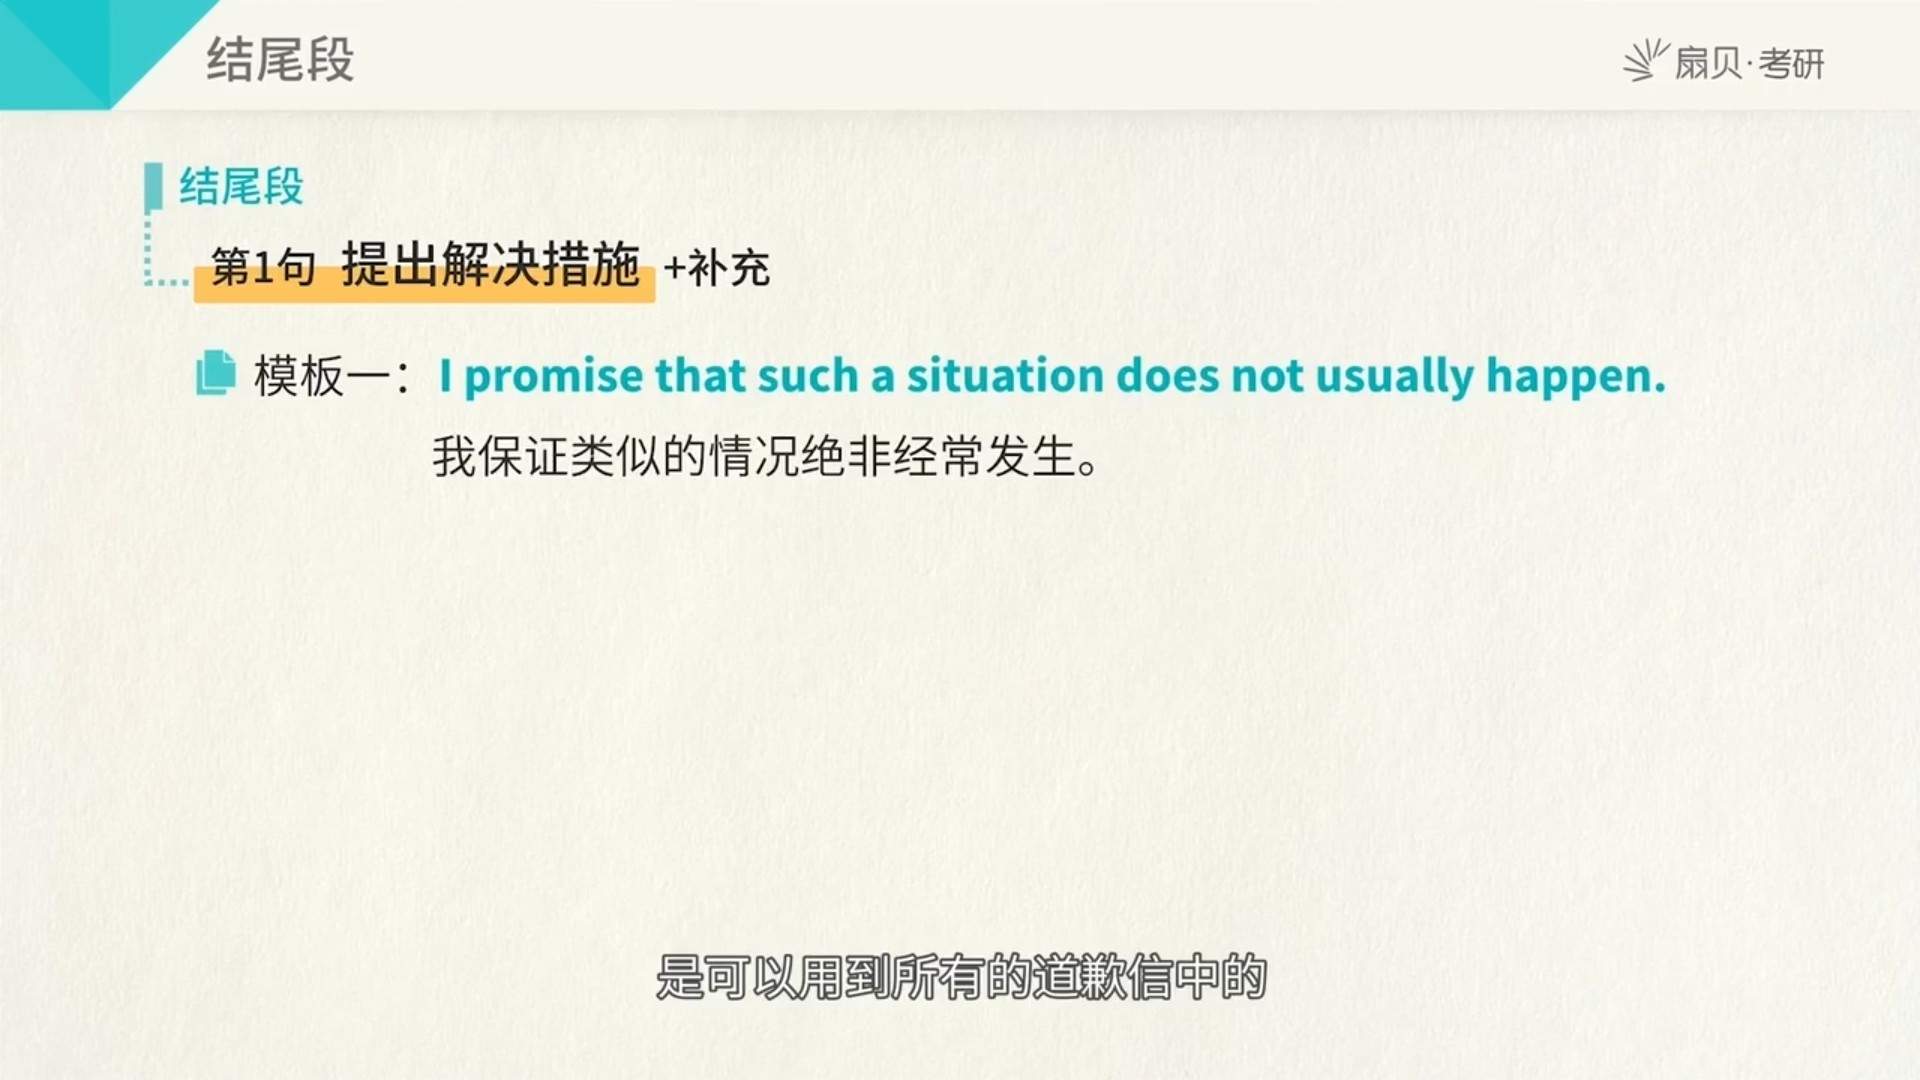 结尾段
扇贝·考研
结尾段
第1句 提出解决措施 +补充
模板一： I promise that such a situation does not usually happen.
我保证类似的情况绝非经常发生。
是可以用到所有的道歉信中的